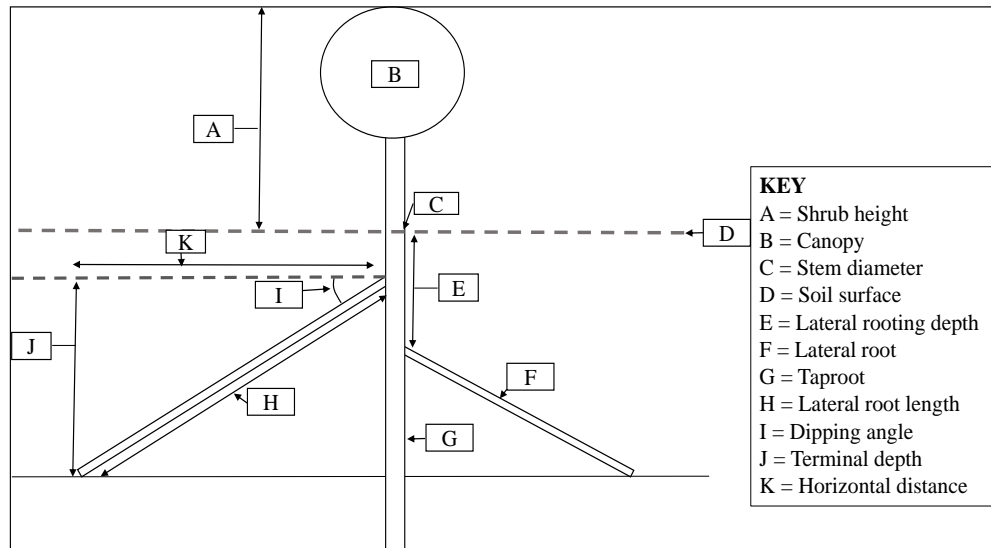 B
A
C
D
K
I
E
J
F
H
G
KEY
A = Shrub height
B = Canopy
C = Stem diameter
D = Soil surface
E = Lateral rooting depth
F = Lateral root
G = Taproot
H = Lateral root length
I = Dipping angle
J = Terminal depth
K = Horizontal distance